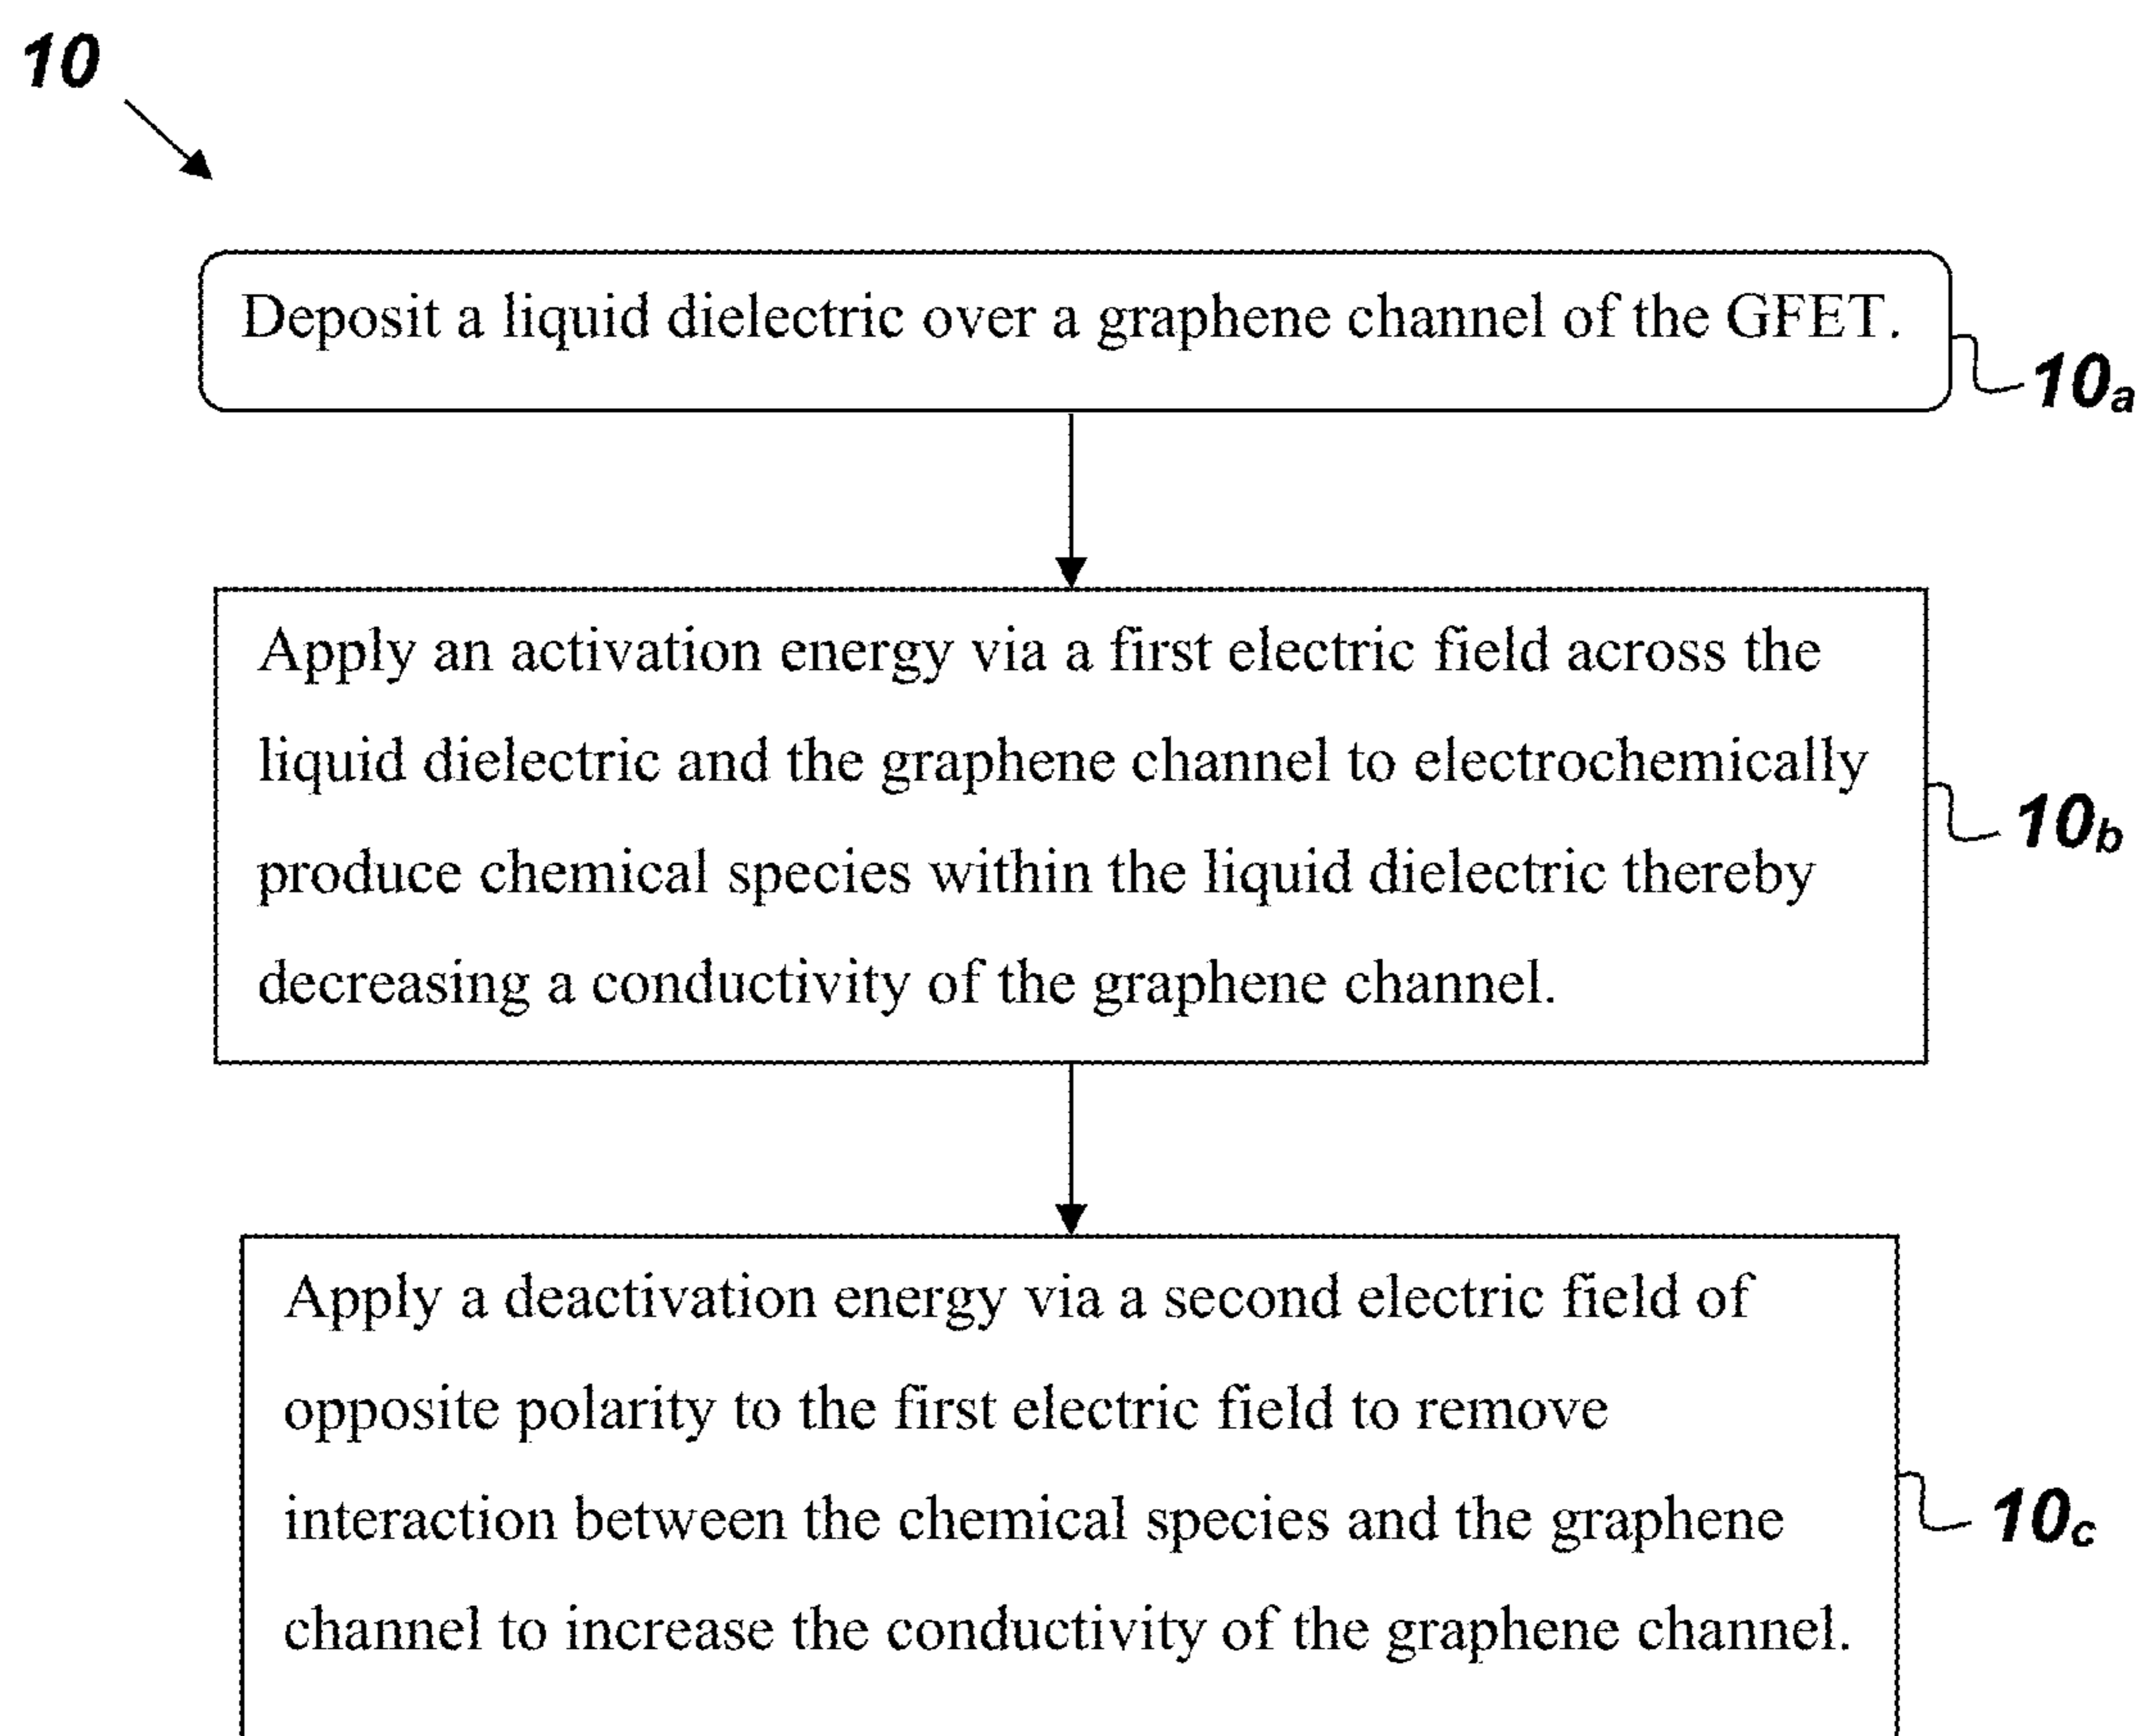 10
Deposit a liquid dielectric over a graphene channel of the GFET.
10a
Apply an activation energy via a first electric field across the
liquid dielectric and the graphene channel to electrochemically
produce chemical species within the liquid dielectric thereby
decreasing a conductivity of the graphene channel.
10b
Apply a deactivation energy via a second electric field of
opposite polarity to the first electric field to remove
interaction between the chemical species and the graphene
channel to increase the conductivity of the graphene channel.
10c